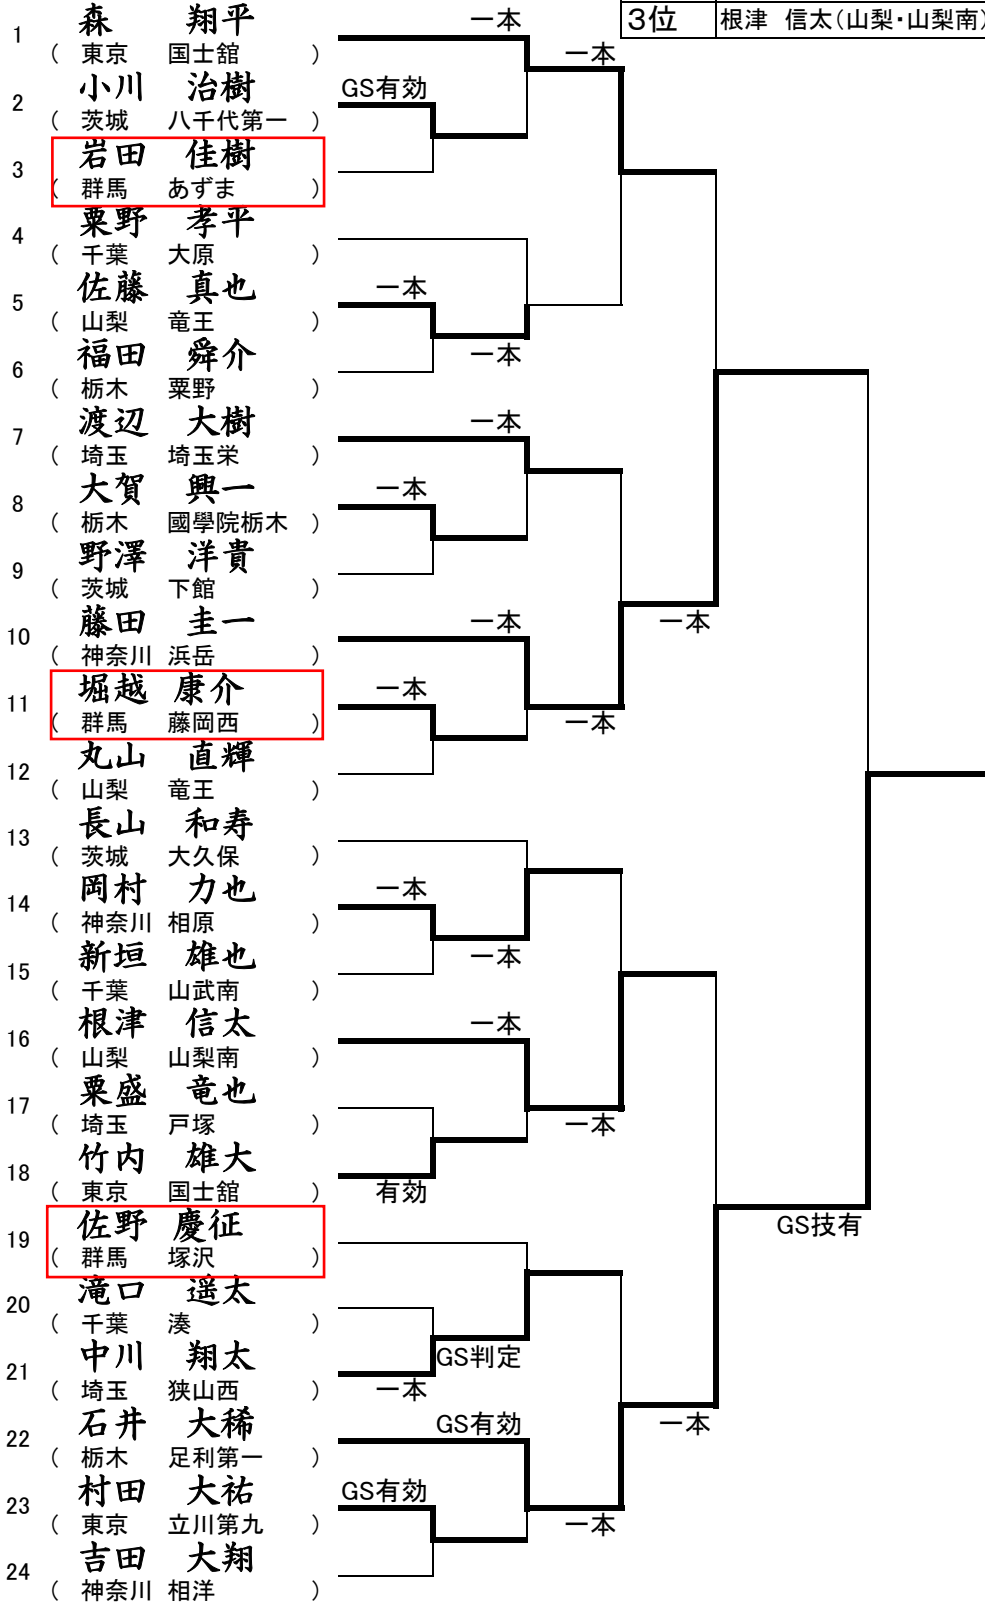 3位 根津 信太(山梨・山梨南)
1 森 翔平
( 東京 国士舘 )
2 小川 治樹
( 茨城 八千代第一 )
3 岩田 佳樹
( 群馬 あずま )
4 粟野 孝平
( 千葉 大原 )
5 佐藤 真也
( 山梨 竜王 )
6 福田 舜介
( 栃木 粟野 )
7 渡辺 大樹
( 埼玉 埼玉栄 )
8 大賀 興一
( 栃木 國學院栃木 )
9 野澤 洋貴
( 茨城 下館 )
10 藤田 圭一
( 神奈川 浜岳 )
11 堀越 康介
( 群馬 藤岡西 )
12 丸山 直輝
( 山梨 竜王 )
13 長山 和寿
( 茨城 大久保 )
14 岡村 力也
( 神奈川 相原 )
15 新垣 雄也
( 千葉 山武南 )
16 根津 信太
( 山梨 山梨南 )
17 粟盛 竜也
( 埼玉 戸塚 )
18 竹内 雄大
( 東京 国士舘 )
19 佐野 慶征
( 群馬 塚沢 )
20 滝口 遥太
( 千葉 湊 )
21 中川 翔太
( 埼玉 狭山西 )
22 石井 大稀
( 栃木 足利第一 )
23 村田 大祐
( 東京 立川第九 )
24 吉田 大翔
( 神奈川 相洋 )
一本
一本
GS有効
一本
一本
一本
一本
一本
一本
一本
一本
一本
一本
一本
一本
有効
GS技有
GS判定
一本
GS有効
一本
GS有効
一本